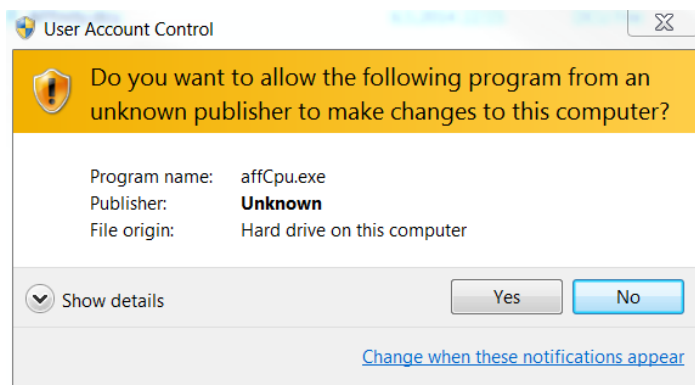 User Account Control
Do you want to allow the following program from an
unknown publisher to make changes to this computer?
Program name: affCpu.exe
Publisher: Unknown
File origin: Hard drive on this computer
Show details
Yes
No
Change when these notifications appear